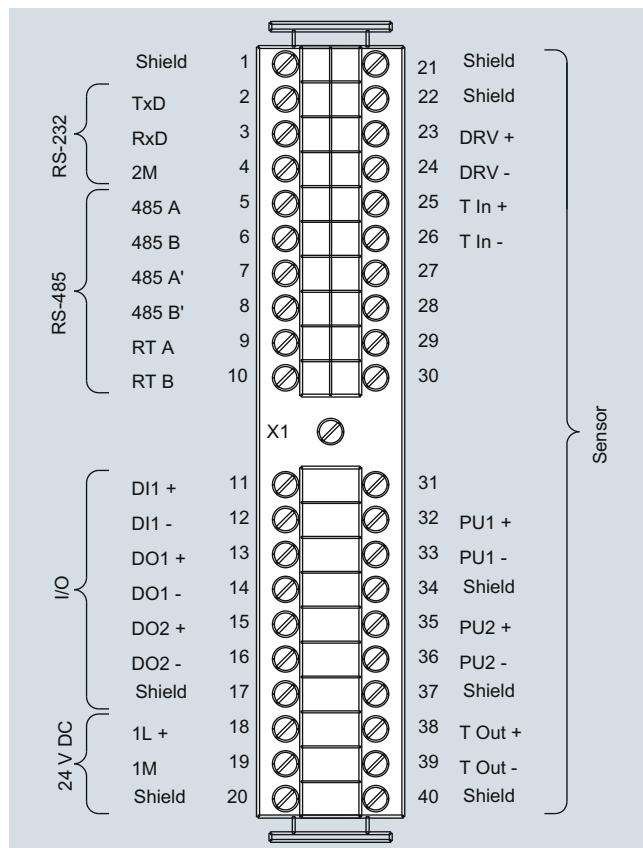 Shield 1 21 Shield
TxD 2 22 Shield
RxD 3 23 DRV +
2M 4 24 DRV -
RS-232
485 A 5 25 T In +
485 B 6 26 T In -
485 A' 7 27
485 B' 8 28
RT A 9 29
RT B 10 30
RS-485
X1
Sensor
DI1 + 11 31
DI1 - 12 32 PU1 +
DO1 + 13 33 PU1 -
DO1 - 14 34 Shield
DO2 + 15 35 PU2 +
DO2 - 16 36 PU2 -
Shield 17 37 Shield
I/O
1L + 18 38 T Out +
1M 19 39 T Out -
Shield 20 40 Shield
24 V DC